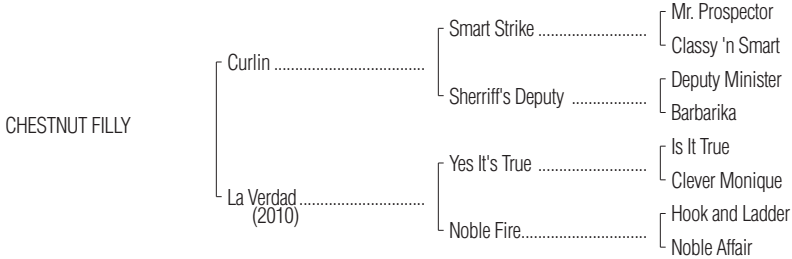 Mr. Prospector
Smart Strike ..........................
Classy 'n Smart
Curlin ....................................
Deputy Minister
Sherriff's Deputy ..................
Barbarika
CHESTNUT FILLY
Is It True
Yes It's True ..........................
Clever Monique
La Verdad ..............................
(2010)
Hook and Ladder
Noble Fire..............................
Noble Affair